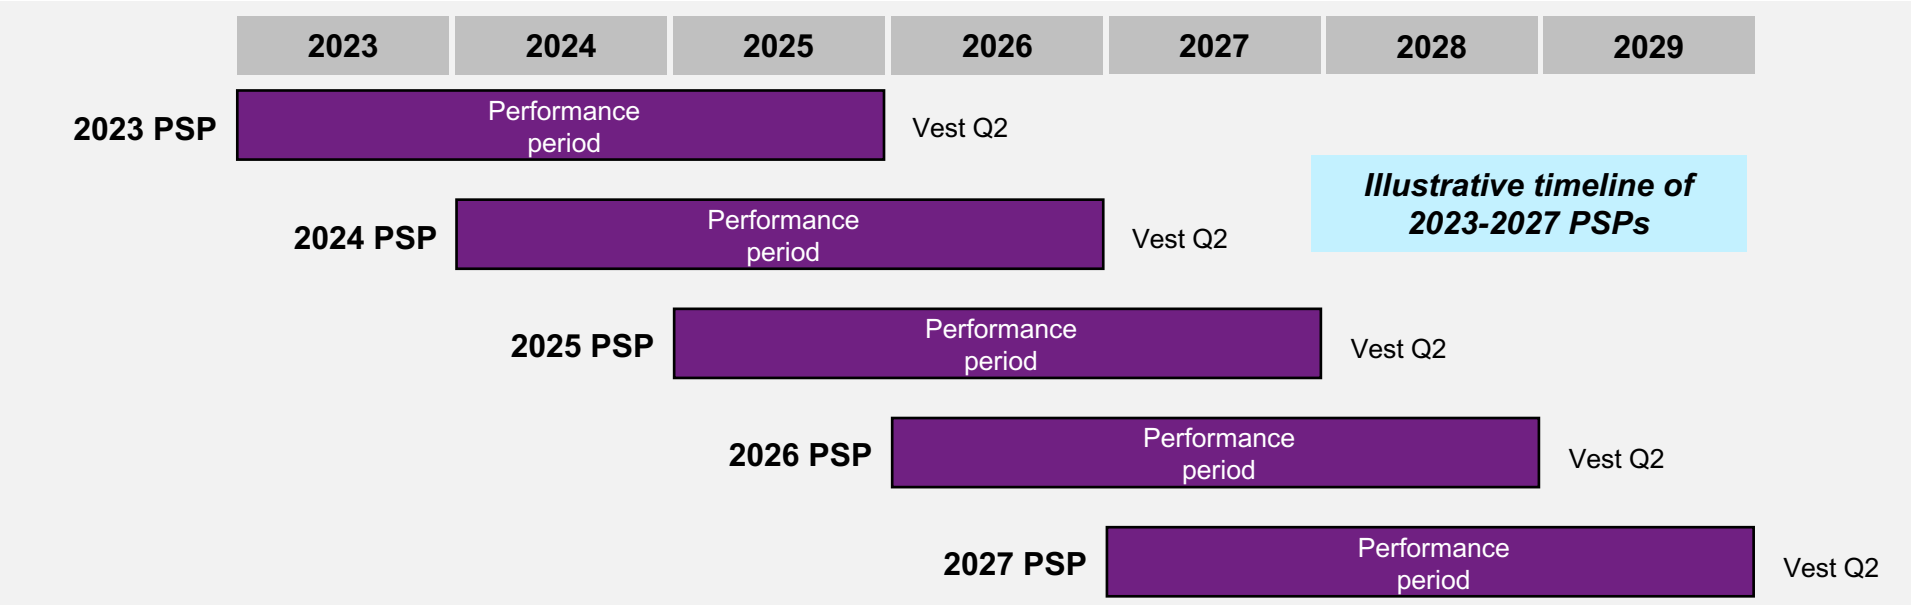 2023 2024 2025 2026 2027 2028 2029
2023 PSP
Performance
period
Vest Q2
Illustrative timeline of
2023-2027 PSPs
2024 PSP
Performance
period
Vest Q2
2025 PSP
Performance
period
Vest Q2
2026 PSP
Performance
period
Vest Q2
2027 PSP
Performance
period
Vest Q2